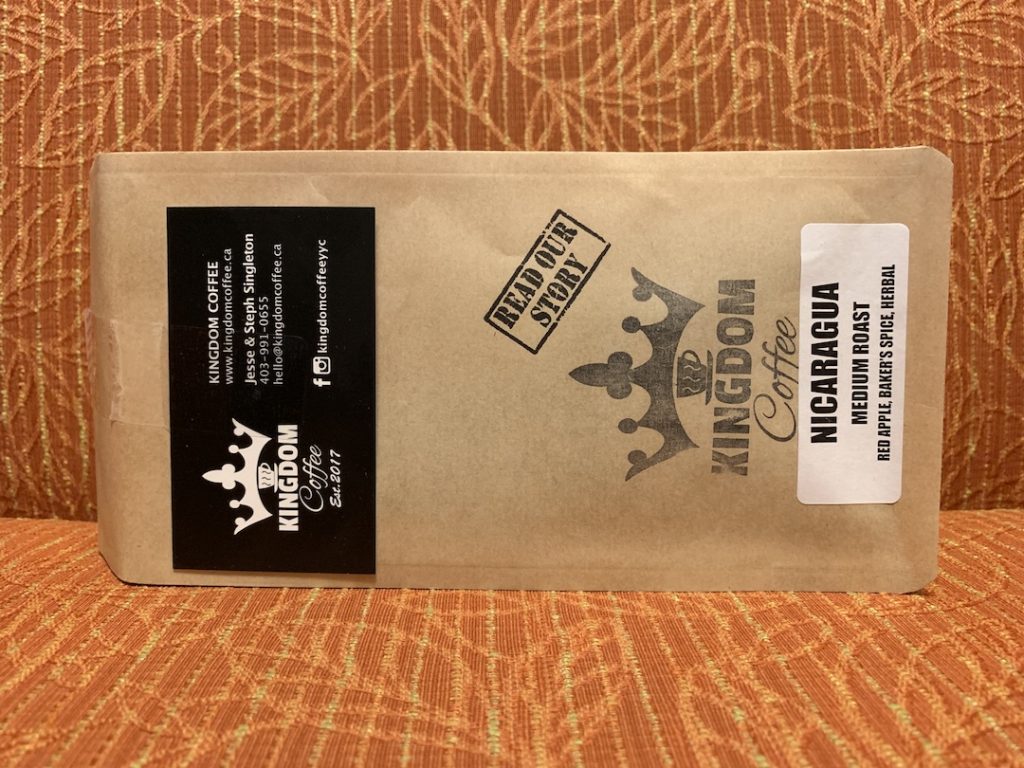 KINGDOM
Coffee
Est. 2017
KINGDOM COFFEE
www.kingdomcoffee.ca
Jesse & Steph Singleton
403-991-0655
hello@kingdomcoffee.ca
kingdomcoffeeyyc
READ OUR
STORY
KINGDOM
Coffee
NICARAGUA
MEDIUM ROAST
RED APPLE, BAKER'S SPICE, HERBAL